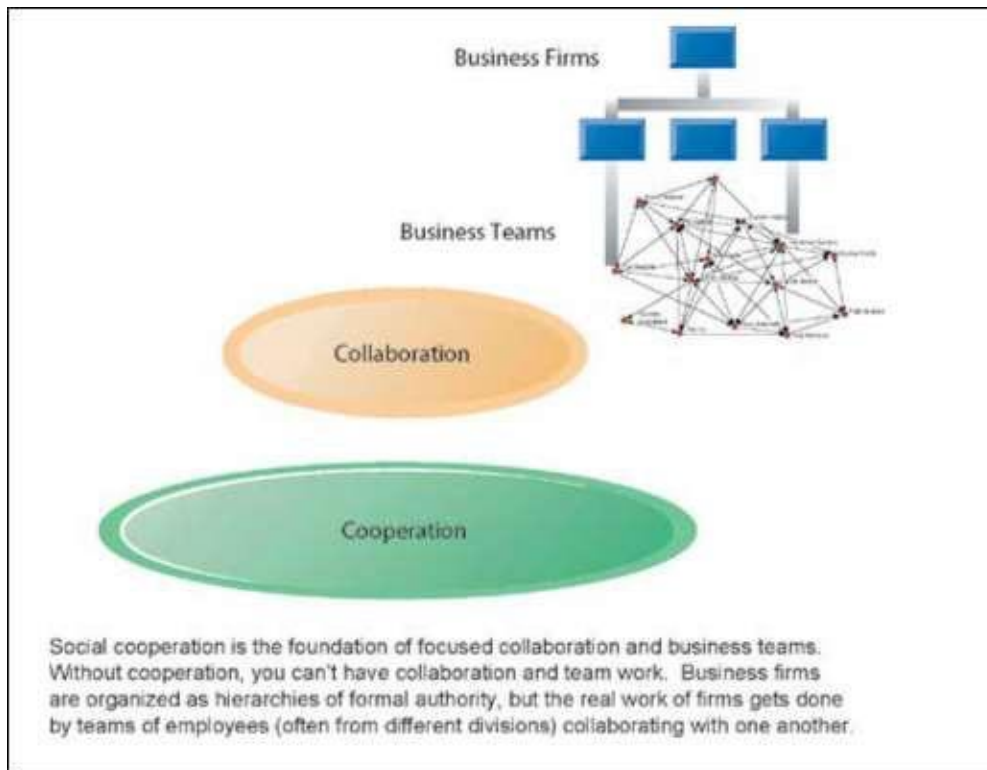 Business Firms
Business Teams
Collaboration
Cooperation
Social cooperation is the foundation of focused collaboration and business teams.
Without cooperation, you can't have collaboration and team work. Business firms
are organized as hierarchies of formal authority, but the real work of firms gets done
by teams of employees (often from different divisions) collaborating with one another.